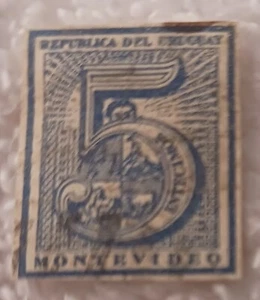 REPUBLICA DEL URUGUAY
5
CENTECIMOS
MONTEVIDEO